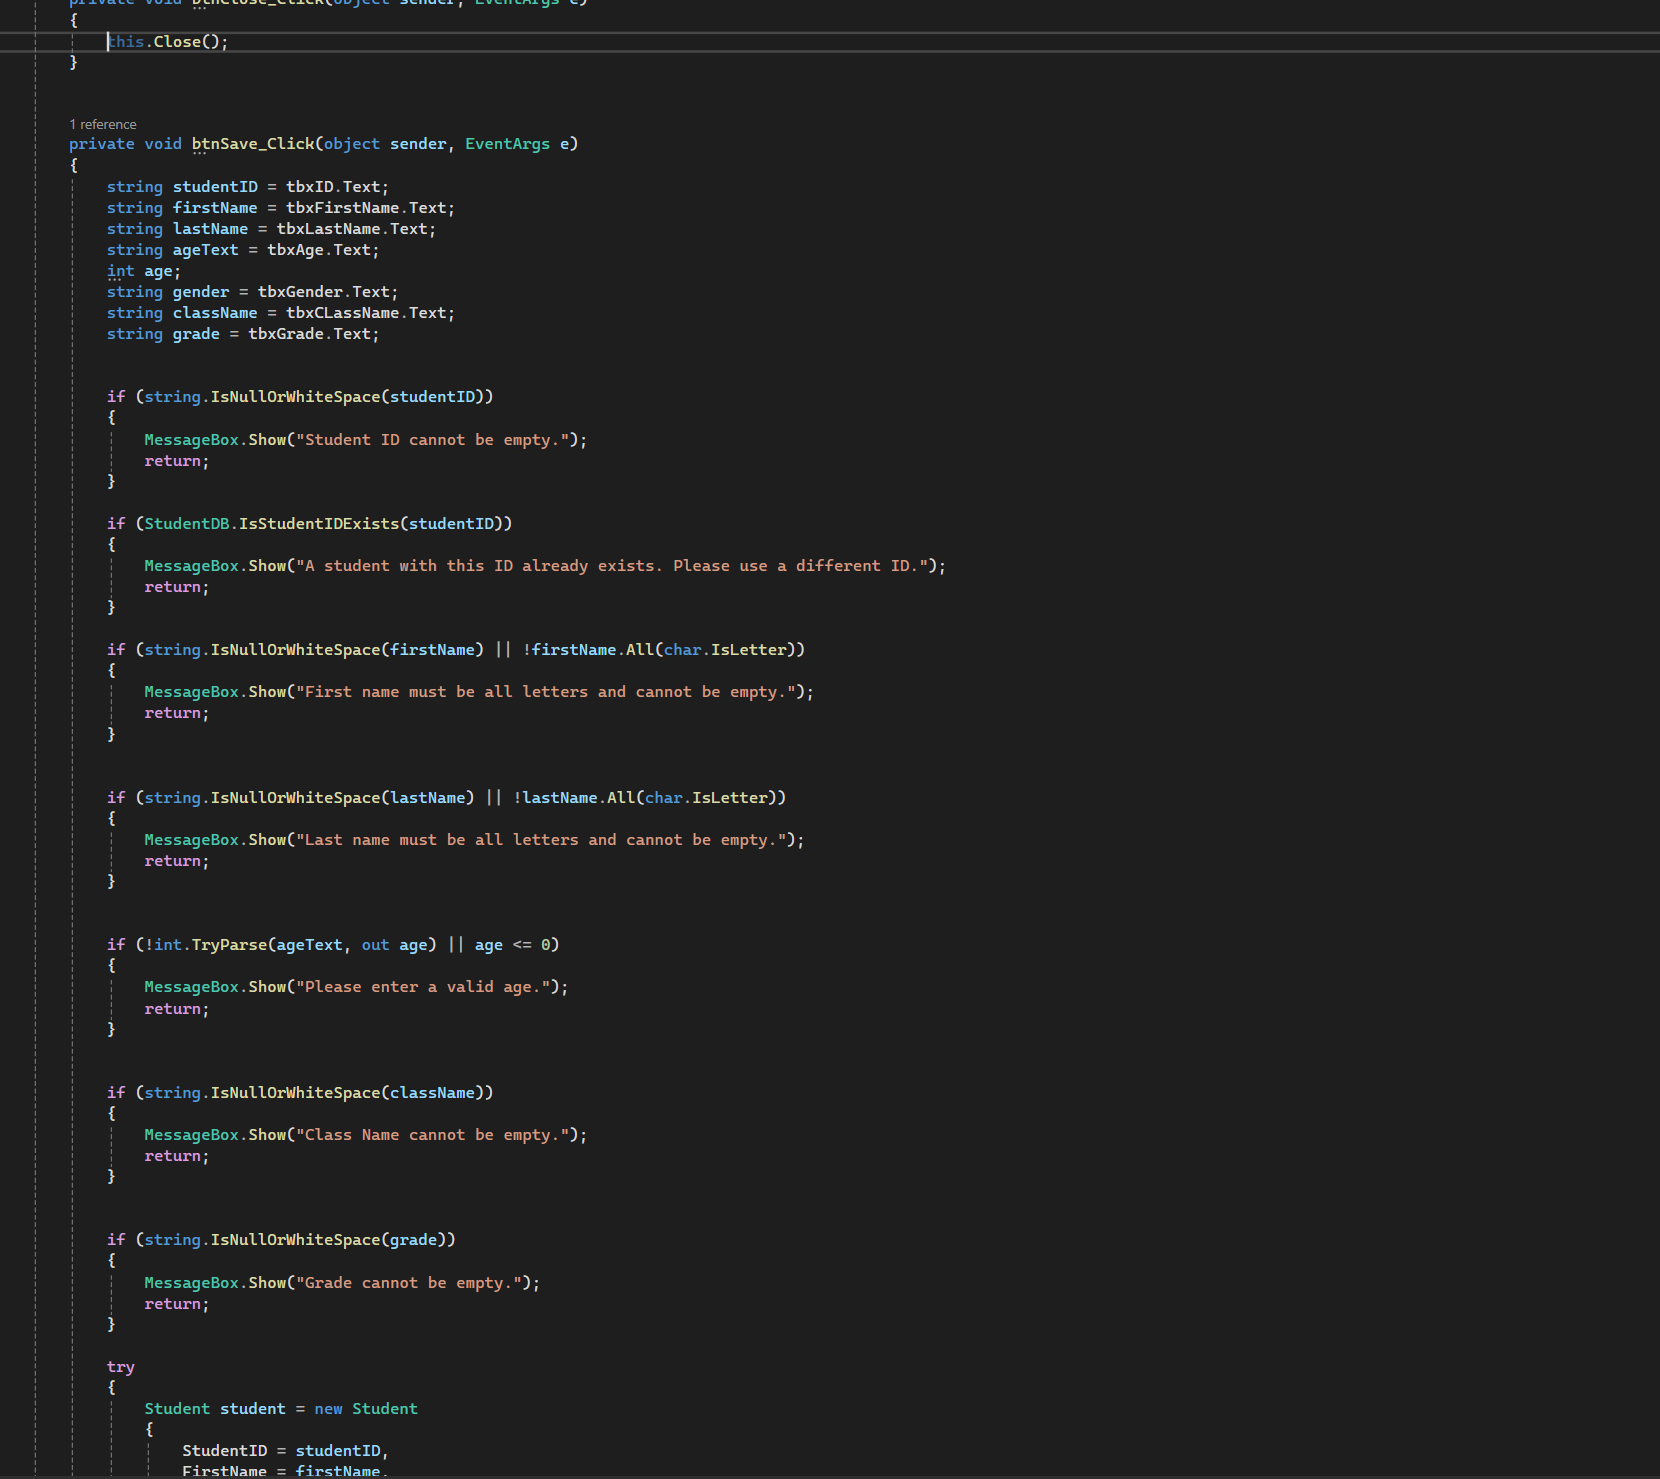 private void btnClose_Click(object sender, EventArgs e)
{
this.Close();
}
1 reference
private void btnSave_Click(object sender, EventArgs e)
{
string studentID = tbxID.Text;
string firstName = tbxFirstName.Text;
string lastName = tbxLastName.Text;
string ageText = tbxAge.Text;
int age;
string gender = tbxGender.Text;
string className = tbxCLassName.Text;
string grade = tbxGrade.Text;
if (string.IsNullOrWhiteSpace(studentID))
{
MessageBox.Show("Student ID cannot be empty.");
return;
}
if (StudentDB.IsStudentIDExists(studentID))
{
MessageBox.Show("A student with this ID already exists. Please use a different ID.");
return;
}
if (string.IsNullOrWhiteSpace(firstName) || !firstName.All(char.IsLetter))
{
MessageBox.Show("First name must be all letters and cannot be empty.");
return;
}
if (string.IsNullOrWhiteSpace(lastName) || !lastName.All(char.IsLetter))
{
MessageBox.Show("Last name must be all letters and cannot be empty.");
return;
}
if (!int.TryParse(ageText, out age) || age <= 0)
{
MessageBox.Show("Please enter a valid age.");
return;
}
if (string.IsNullOrWhiteSpace(className))
{
MessageBox.Show("Class Name cannot be empty.");
return;
}
if (string.IsNullOrWhiteSpace(grade))
{
MessageBox.Show("Grade cannot be empty.");
return;
}
try
{
Student student = new Student
{
StudentID = studentID,
FirstName = firstName,